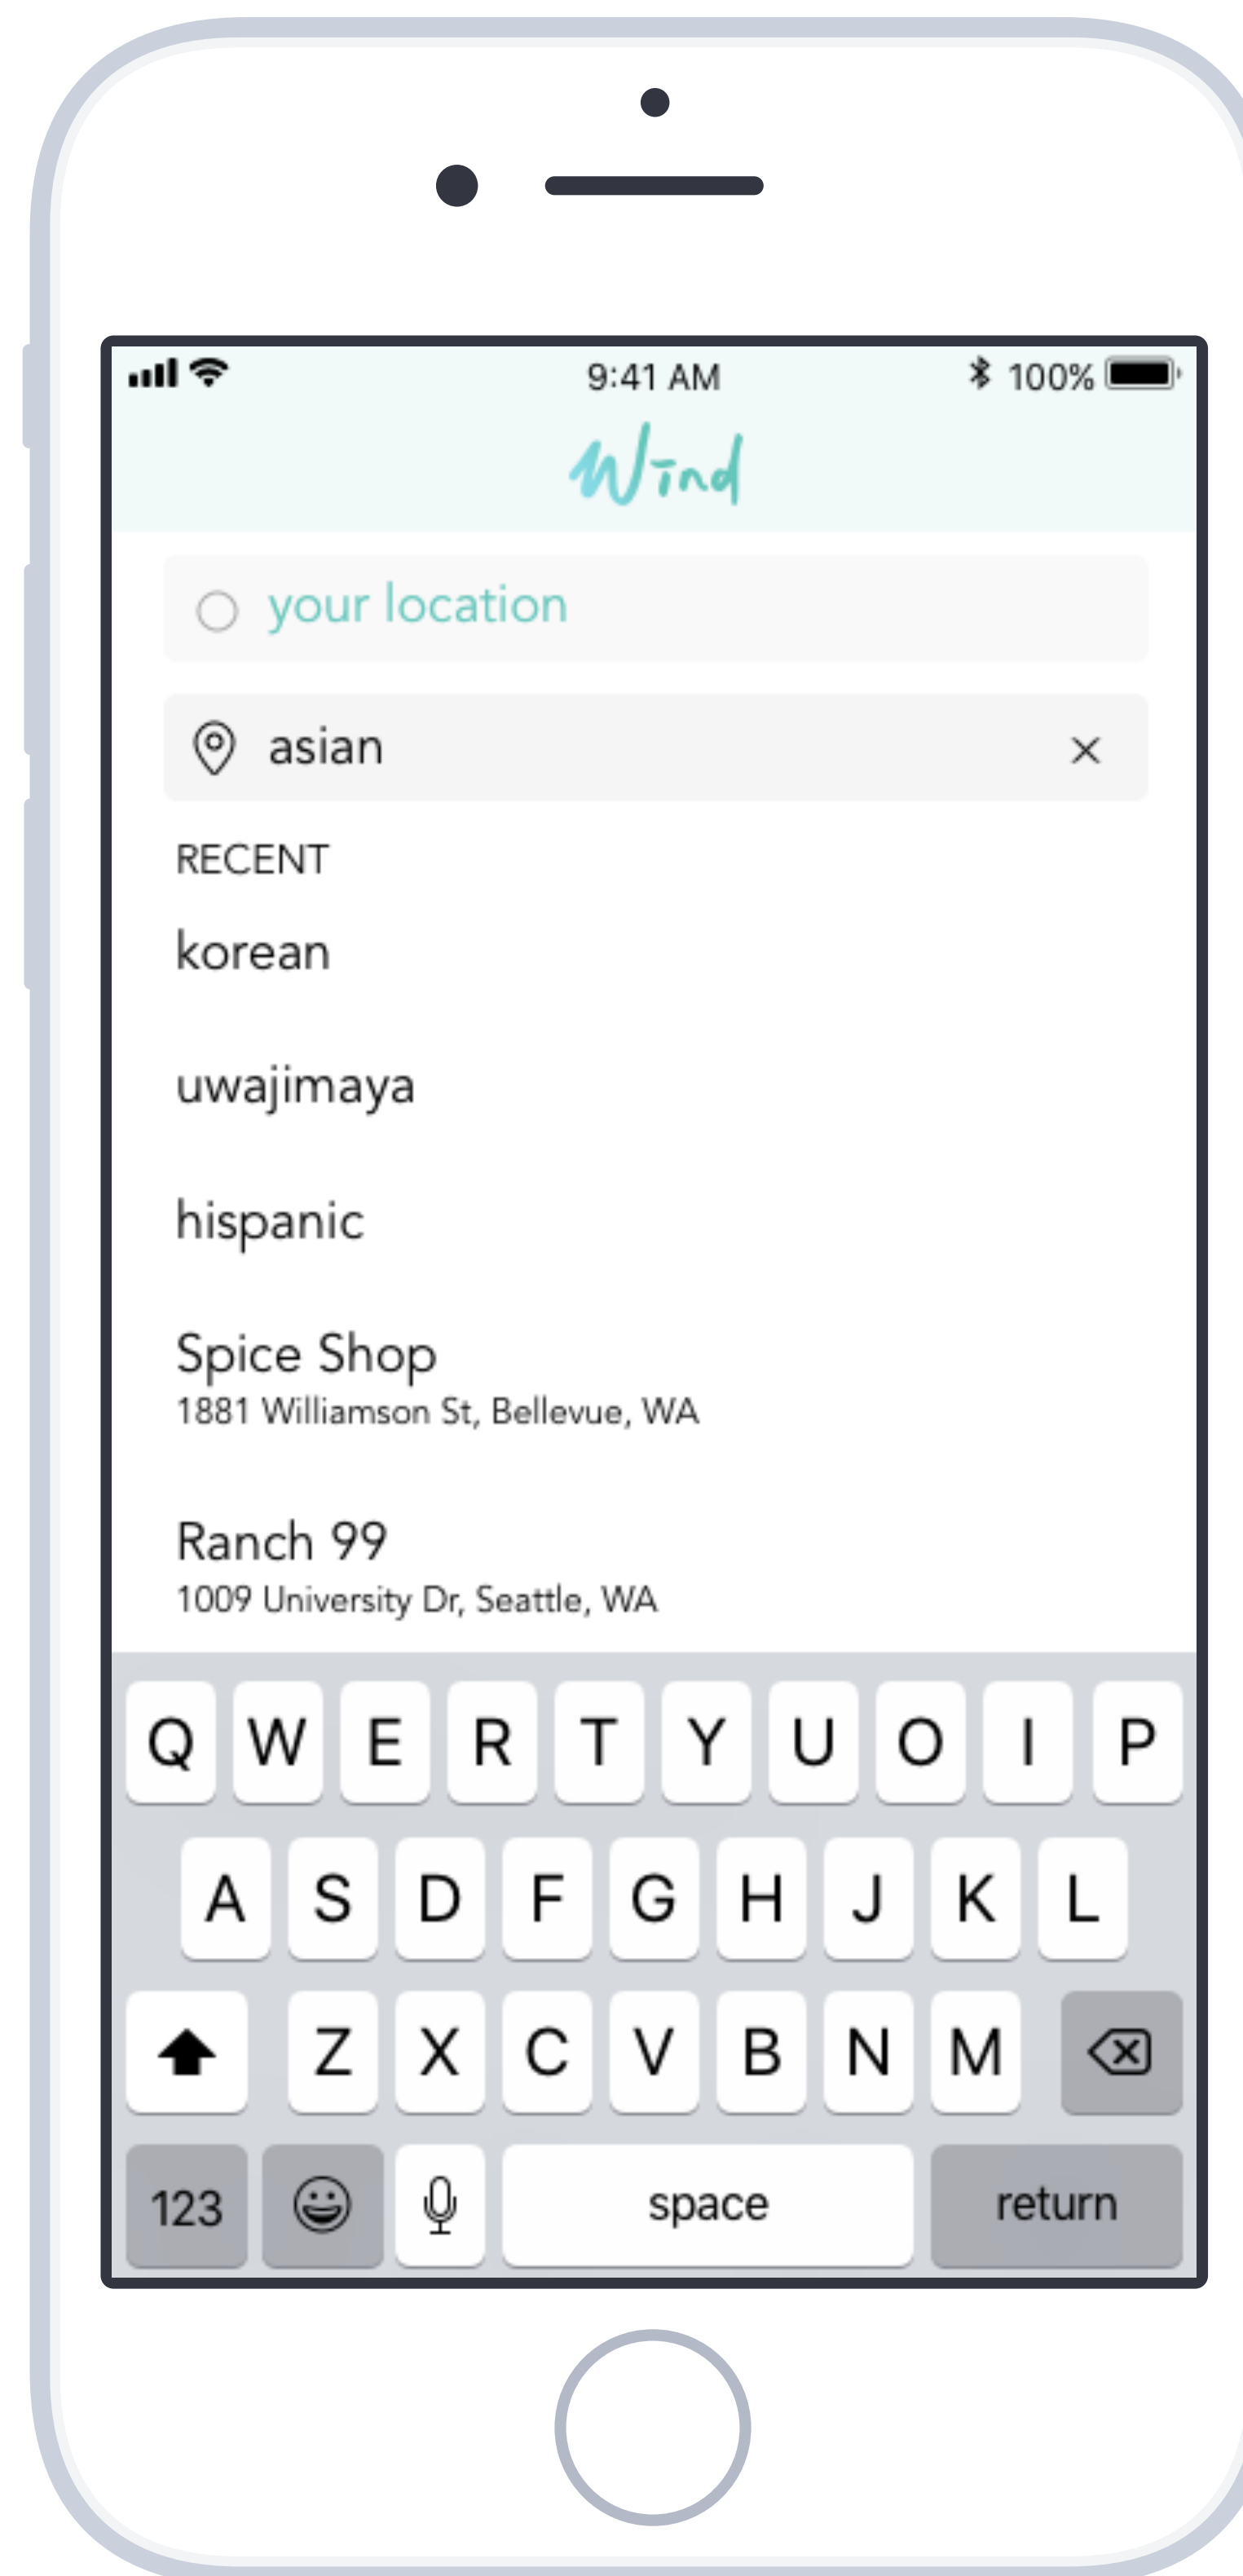 9:41 AM
100%
Wind
your location
asian
RECENT
korean
uwajimaya
hispanic
Spice Shop
1881 Williamson St, Bellevue, WA
Ranch 99
1009 University Dr, Seattle, WA
Q W E R T Y U O I P
A S D F G H J K L
Z X C V B N M
123 space return